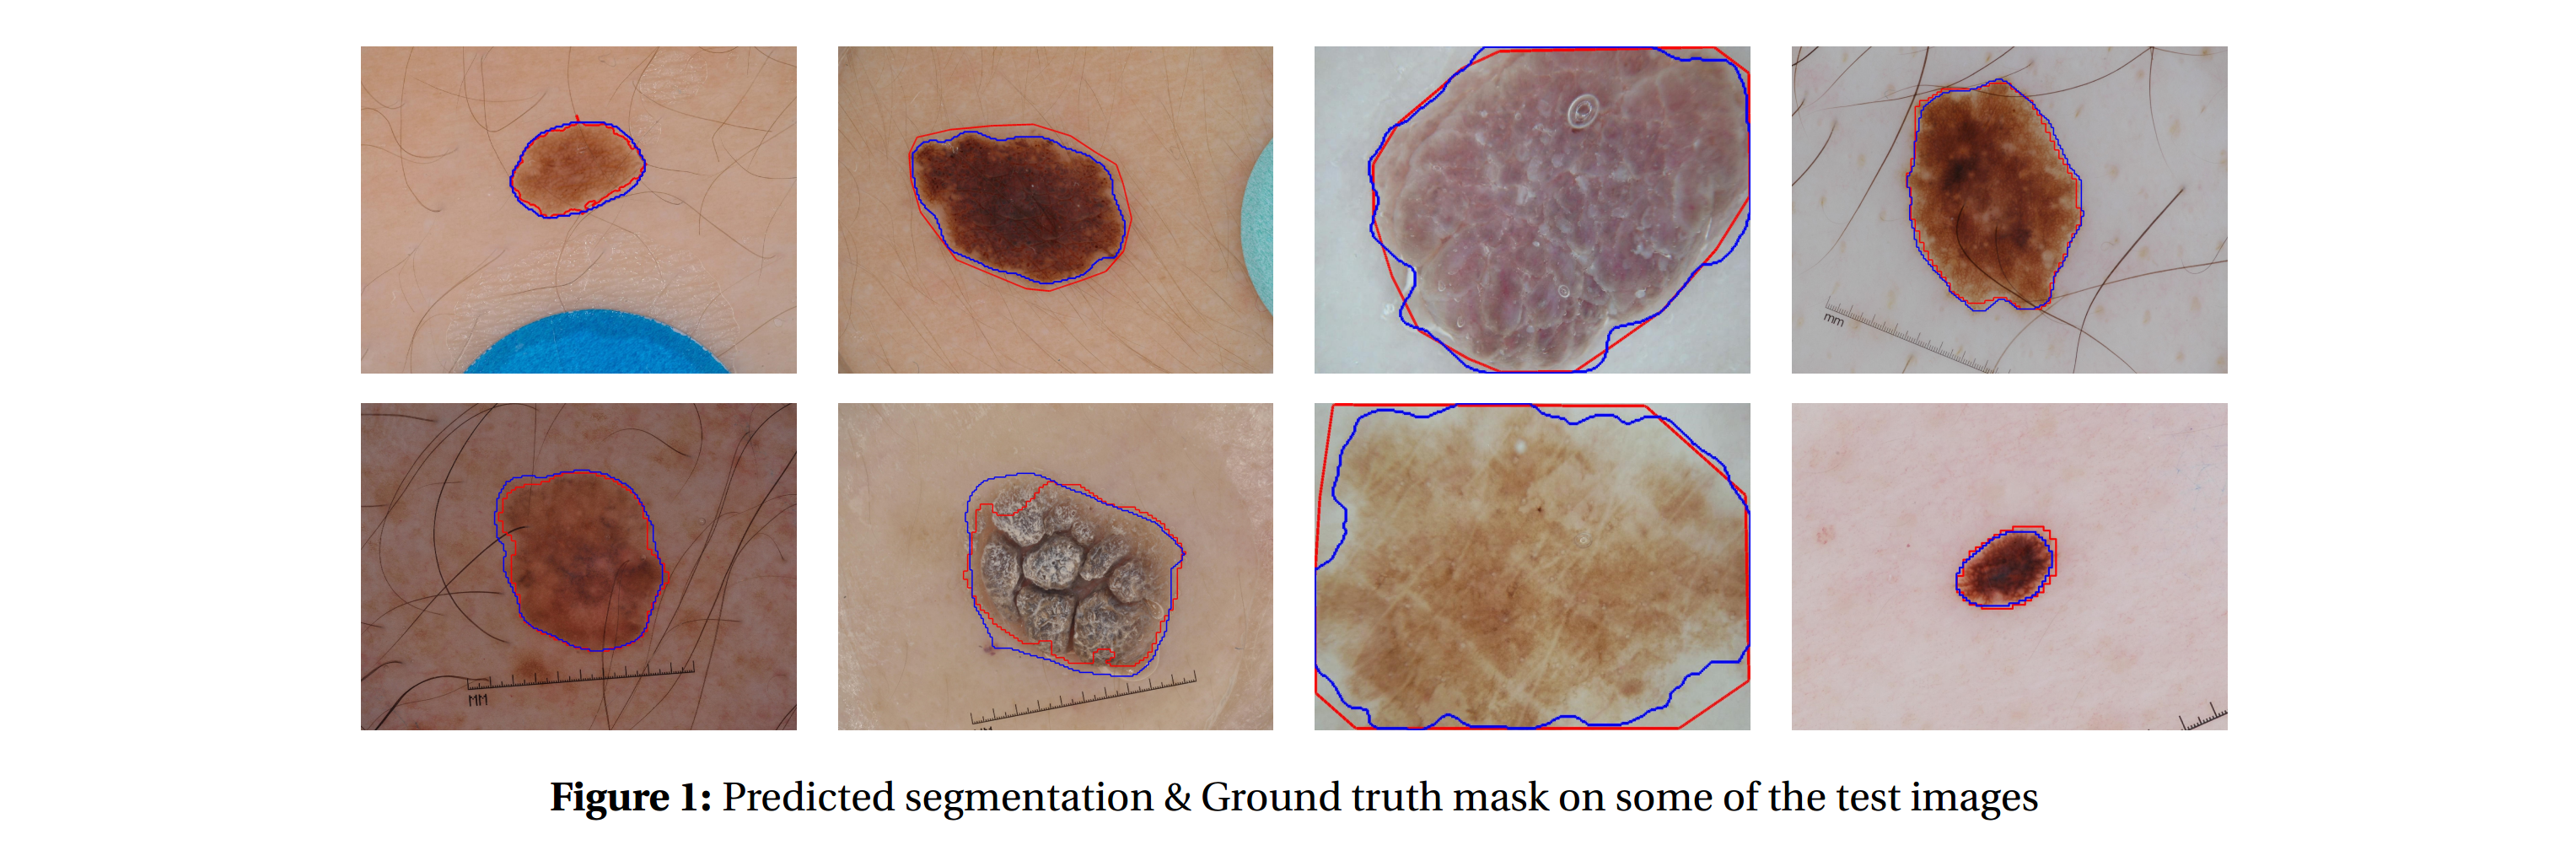 mm
MM
Figure 1: Predicted segmentation & Ground truth mask on some of the test images